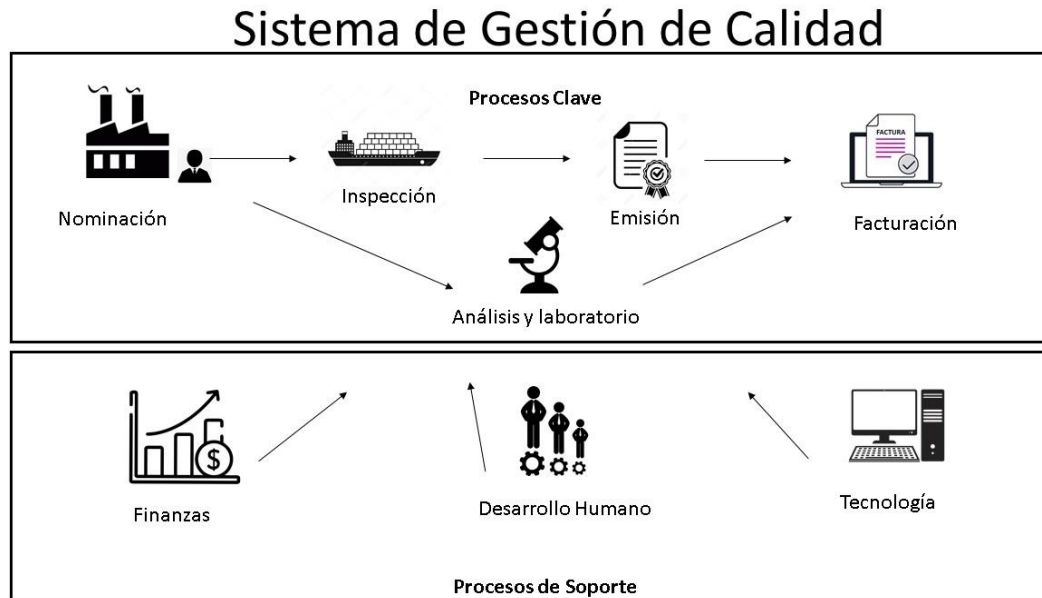 Sistema de Gestión de Calidad
Procesos Clave
FACTURA
Nominación
Inspección
Emisión
Facturación
Análisis y laboratorio
$
Finanzas
Desarrollo Humano
Tecnología
Procesos de Soporte